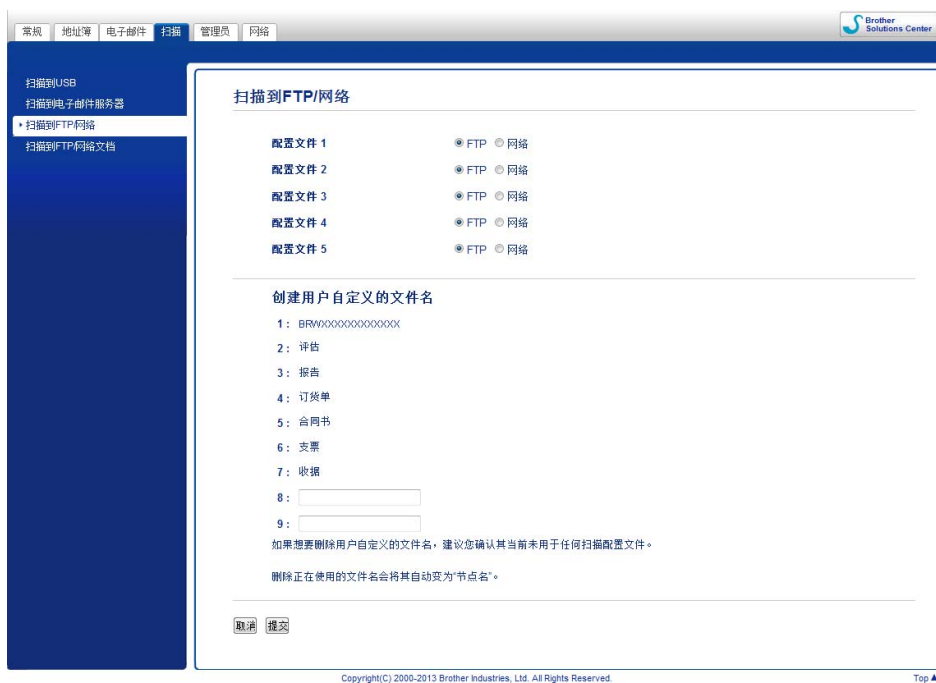 常规 地址簿 电子邮件 扫描 管理员 网络
Brother
Solutions Center
扫描到USB
扫描到电子邮件服务器
扫描到FTP/网络
扫描到FTP/网络文档
扫描到FTP/网络
配置文件 1 FTP 网络
配置文件 2 FTP 网络
配置文件 3 FTP 网络
配置文件 4 FTP 网络
配置文件 5 FTP 网络
创建用户自定义的文件名
1： BRWXXXXXXXXXXXX
2： 评估
3： 报告
4： 订货单
5： 合同书
6： 支票
7： 收据
8：
9：
如果想要删除用户自定义的文件名，建议您确认其当前未用于任何扫描配置文件。
删除正在使用的文件名会将其自动变为“节点名”。
取消 提交
Copyright(C) 2000-2013 Brother Industries, Ltd. All Rights Reserved. Top▲